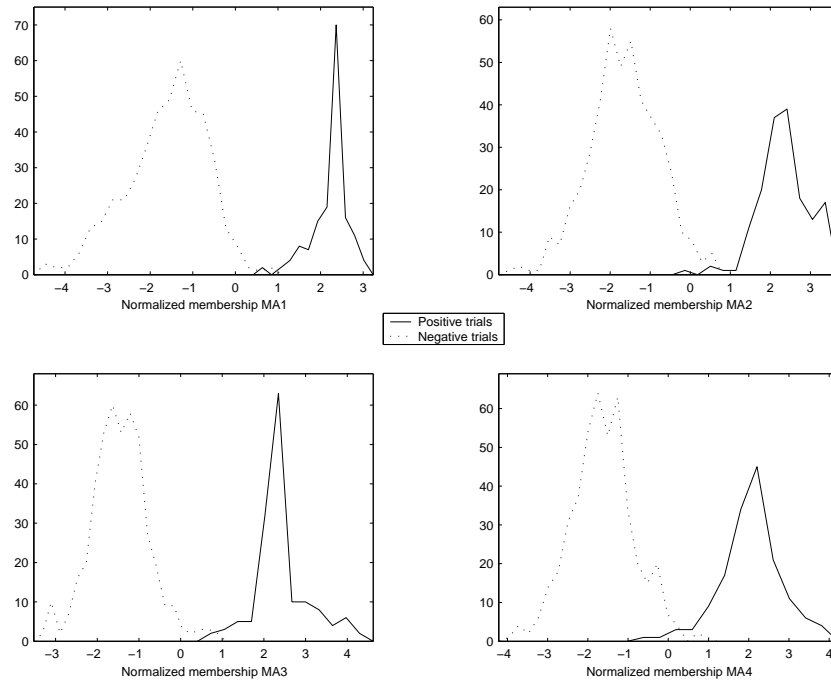 70
60
50
40
30
20
10
0
−4 −3 −2 −1 0 1 2 3
Normalized membership MA1
60
50
40
30
20
10
0
−4 −3 −2 −1 0 1 2 3
Normalized membership MA2
Positive trials
Negative trials
60
50
40
30
20
10
0
−3 −2 −1 0 1 2 3 4
Normalized membership MA3
60
50
40
30
20
10
0
−4 −3 −2 −1 0 1 2 3 4
Normalized membership MA4